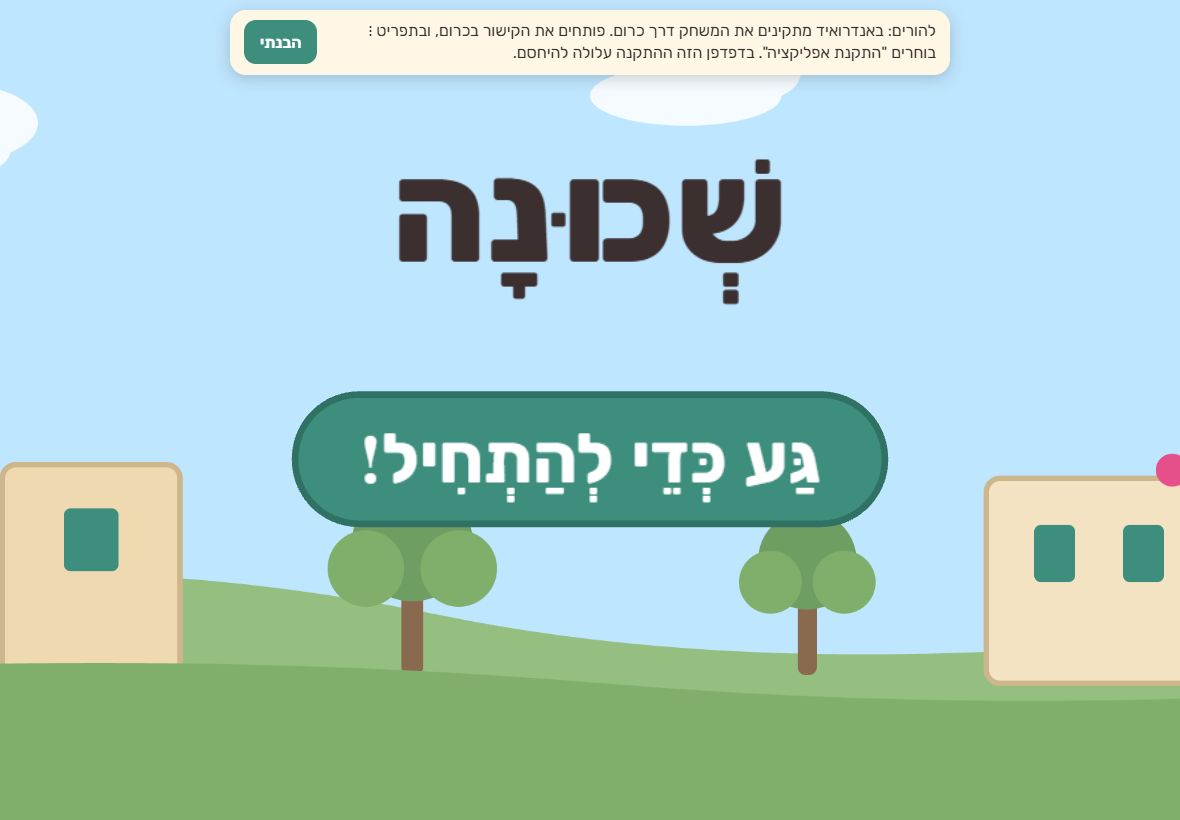 להורים: באנדרואיד מתקינים את המשחק דרך כרום. פותחים את הקישור בכרום, ובתפריט ⋮
בוחרים "התקנת אפליקציה". בדפדפן הזה ההתקנה עלולה להיחסם.
הבנתי
שְׁכוּנָה
גַּע כְּדֵי לְהַתְחִיל!